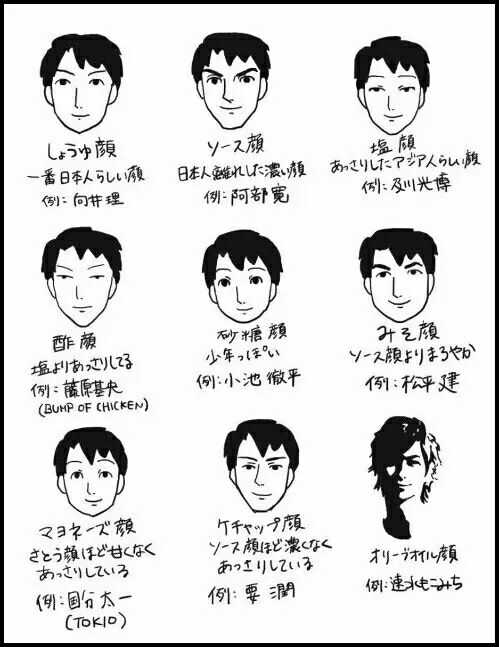 しょうゆ顔
一番日本人らしい顔
例：向井理
ソース顔
日本人離れした濃い顔
例：阿部寛
塩顔
あっさりしたアジア人らしい顔
例：及川光博
酢顔
塩よりあっさりしてる
例：藤原基央
(BUMP OF CHICKEN)
砂糖顔
少年っぽい
例：小池徹平
みそ顔
ソース顔よりまろやか
例：松平健
マヨネーズ顔
さとう顔ほど甘くなく
あっさりしている
例：国分太一
(TOKIO)
ケチャップ顔
ソース顔ほど濃くなく
あっさりしている
例：要潤
オリーブオイル顔
例：速水もこみち